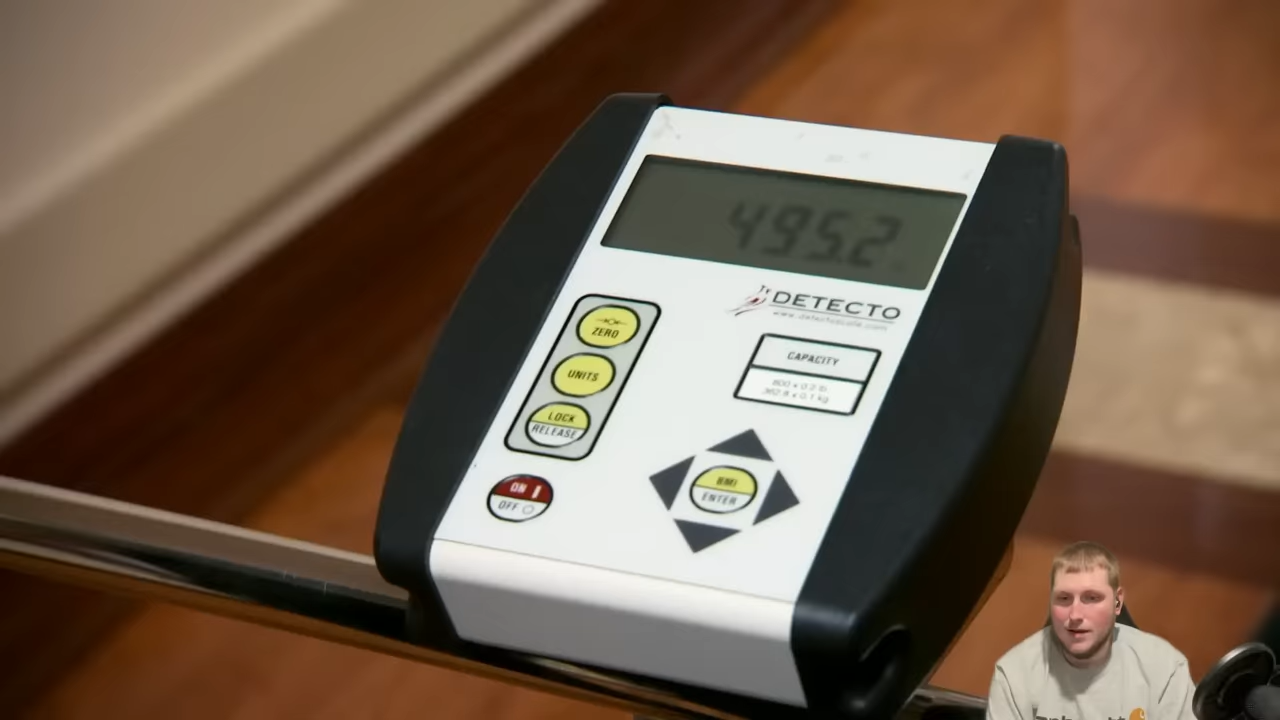 495.2
DETECTO
www.detectoscale.com
ZERO
UNITS
LOCK
RELEASE
ON I
OFF O
CAPACITY
800 x 0.2 lb
362.8 x 0.1 kg
BMI
ENTER